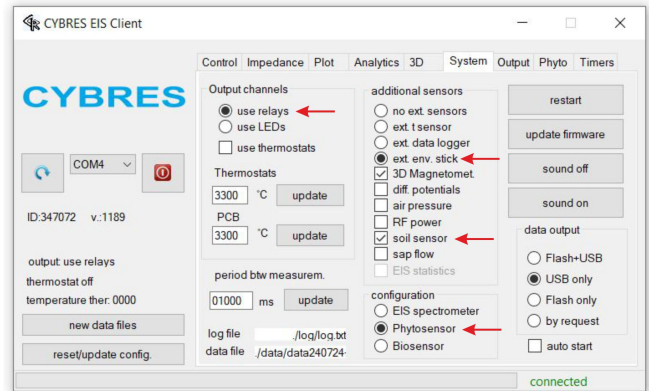 CYBRES EIS Client
CYBRES
COM4
ID:347072 v.:1189
output: use relays
thermostat off
temperature ther: 0000
new data files
reset/update config.
Control Impedance Plot Analytics 3D System Output Phyto Timers
Output channels
use relays
use LEDs
use thermostats
Thermostats
3300 °C update
PCB
3300 °C update
period btw measurem.
01000 ms update
log file ./log/log.txt
data file ./data/data240724-
additional sensors
no ext. sensors
ext. t sensor
ext. data logger
ext. env. stick
3D Magnetomet.
diff. potentials
air pressure
RF power
soil sensor
sap flow
EIS statistics
configuration
EIS spectrometer
Phytosensor
Biosensor
restart
update firmware
sound off
sound on
data output
Flash+USB
USB only
Flash only
by request
auto start
connected